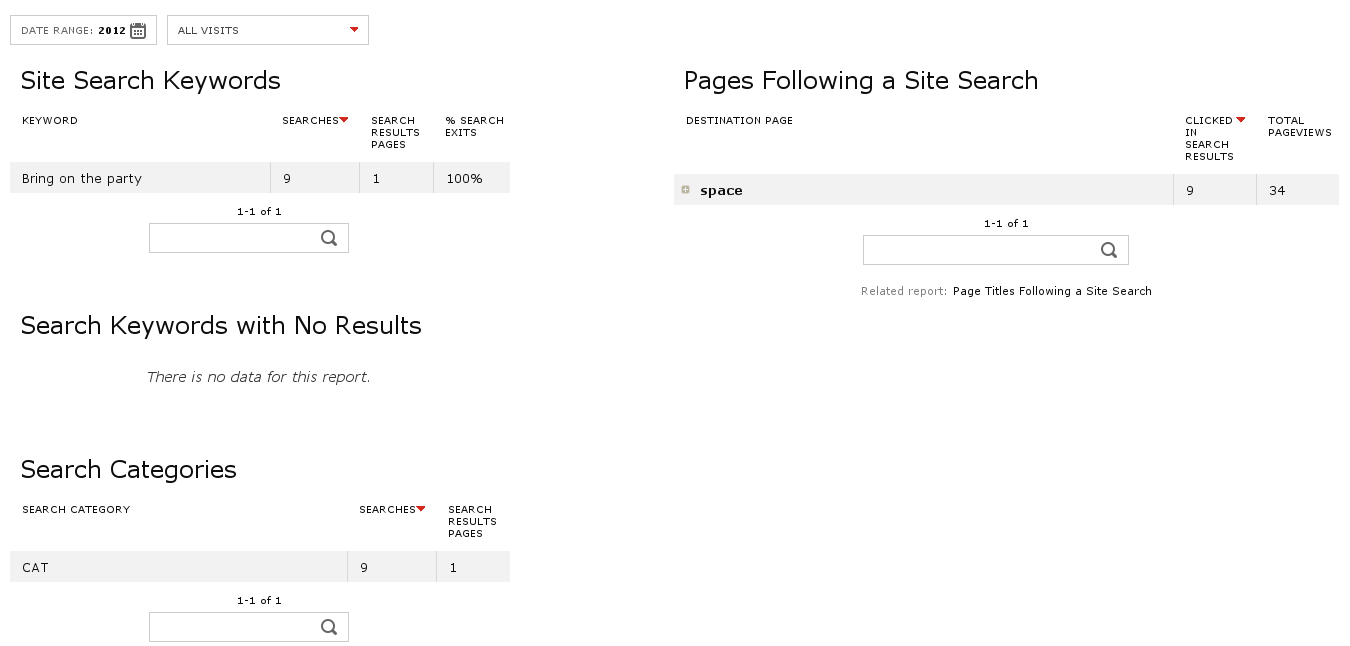 DATE RANGE: 2012
ALL VISITS
Site Search Keywords
KEYWORD SEARCHES SEARCH RESULTS PAGES % SEARCH EXITS
Bring on the party 9 1 100%
1-1 of 1
Search Keywords with No Results
There is no data for this report.
Search Categories
SEARCH CATEGORY SEARCHES SEARCH RESULTS PAGES
CAT 9 1
1-1 of 1
Pages Following a Site Search
DESTINATION PAGE CLICKED IN SEARCH RESULTS TOTAL PAGEVIEWS
space 9 34
1-1 of 1
Related report: Page Titles Following a Site Search